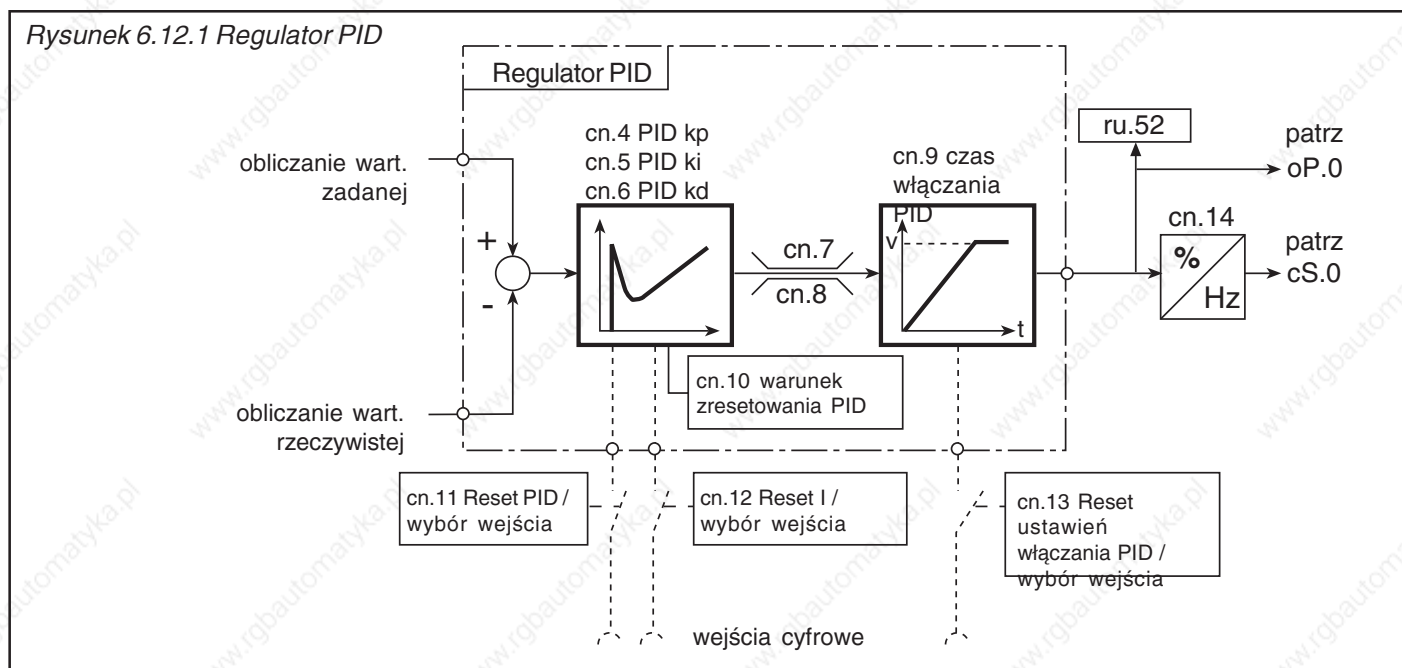 Rysunek 6.12.1 Regulator PID
Regulator PID
cn.4 PID kp
cn.5 PID ki
cn.6 PID kd
cn.9 czas
włączania
PID
ru.52
patrz
oP.0
obliczanie wart.
zadanej
+
-
cn.7
cn.8
v
t
cn.14
%
Hz
patrz
cS.0
cn.10 warunek
zresetowania PID
obliczanie wart.
rzeczywistej
cn.11 Reset PID /
wybór wejścia
cn.12 Reset I /
wybór wejścia
cn.13 Reset
ustawień
włączania PID /
wybór wejścia
wejścia cyfrowe
www.rgbautomatyka.pl